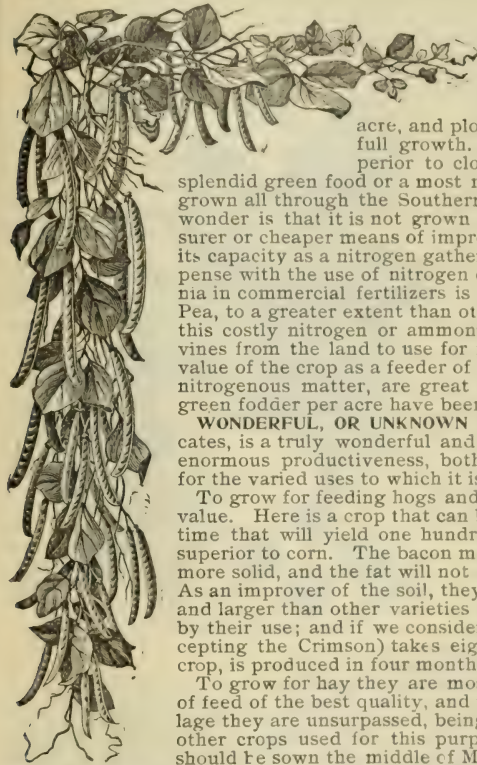 acre, and plo
full growth.
perior to clo
splendid green food or a most n
grown all through the Southern
wonder is that it is not grown
surer or cheaper means of impr
its capacity as a nitrogen gathe
pense with the use of nitrogen o
nia in commercial fertilizers is
Pea, to a greater extent than ot
this costly nitrogen or ammon
vines from the land to use for
value of the crop as a feeder of
nitrogenous matter, are great
green fodder per acre have been
WONDERFUL, OR UNKNOWN
cates, is a truly wonderful and
enormous productiveness, both
for the varied uses to which it is
To grow for feeding hogs and
value. Here is a crop that can b
time that will yield one hundr
superior to corn. The bacon m
more solid, and the fat will not
As an improver of the soil, they
and larger than other varieties
by their use; and if we conside
cepting the Crimson) takes eig
crop, is produced in four month
To grow for hay they are mo
of feed of the best quality, and
lage they are unsurpassed, being
other crops used for this purp
should be sown the middle of M